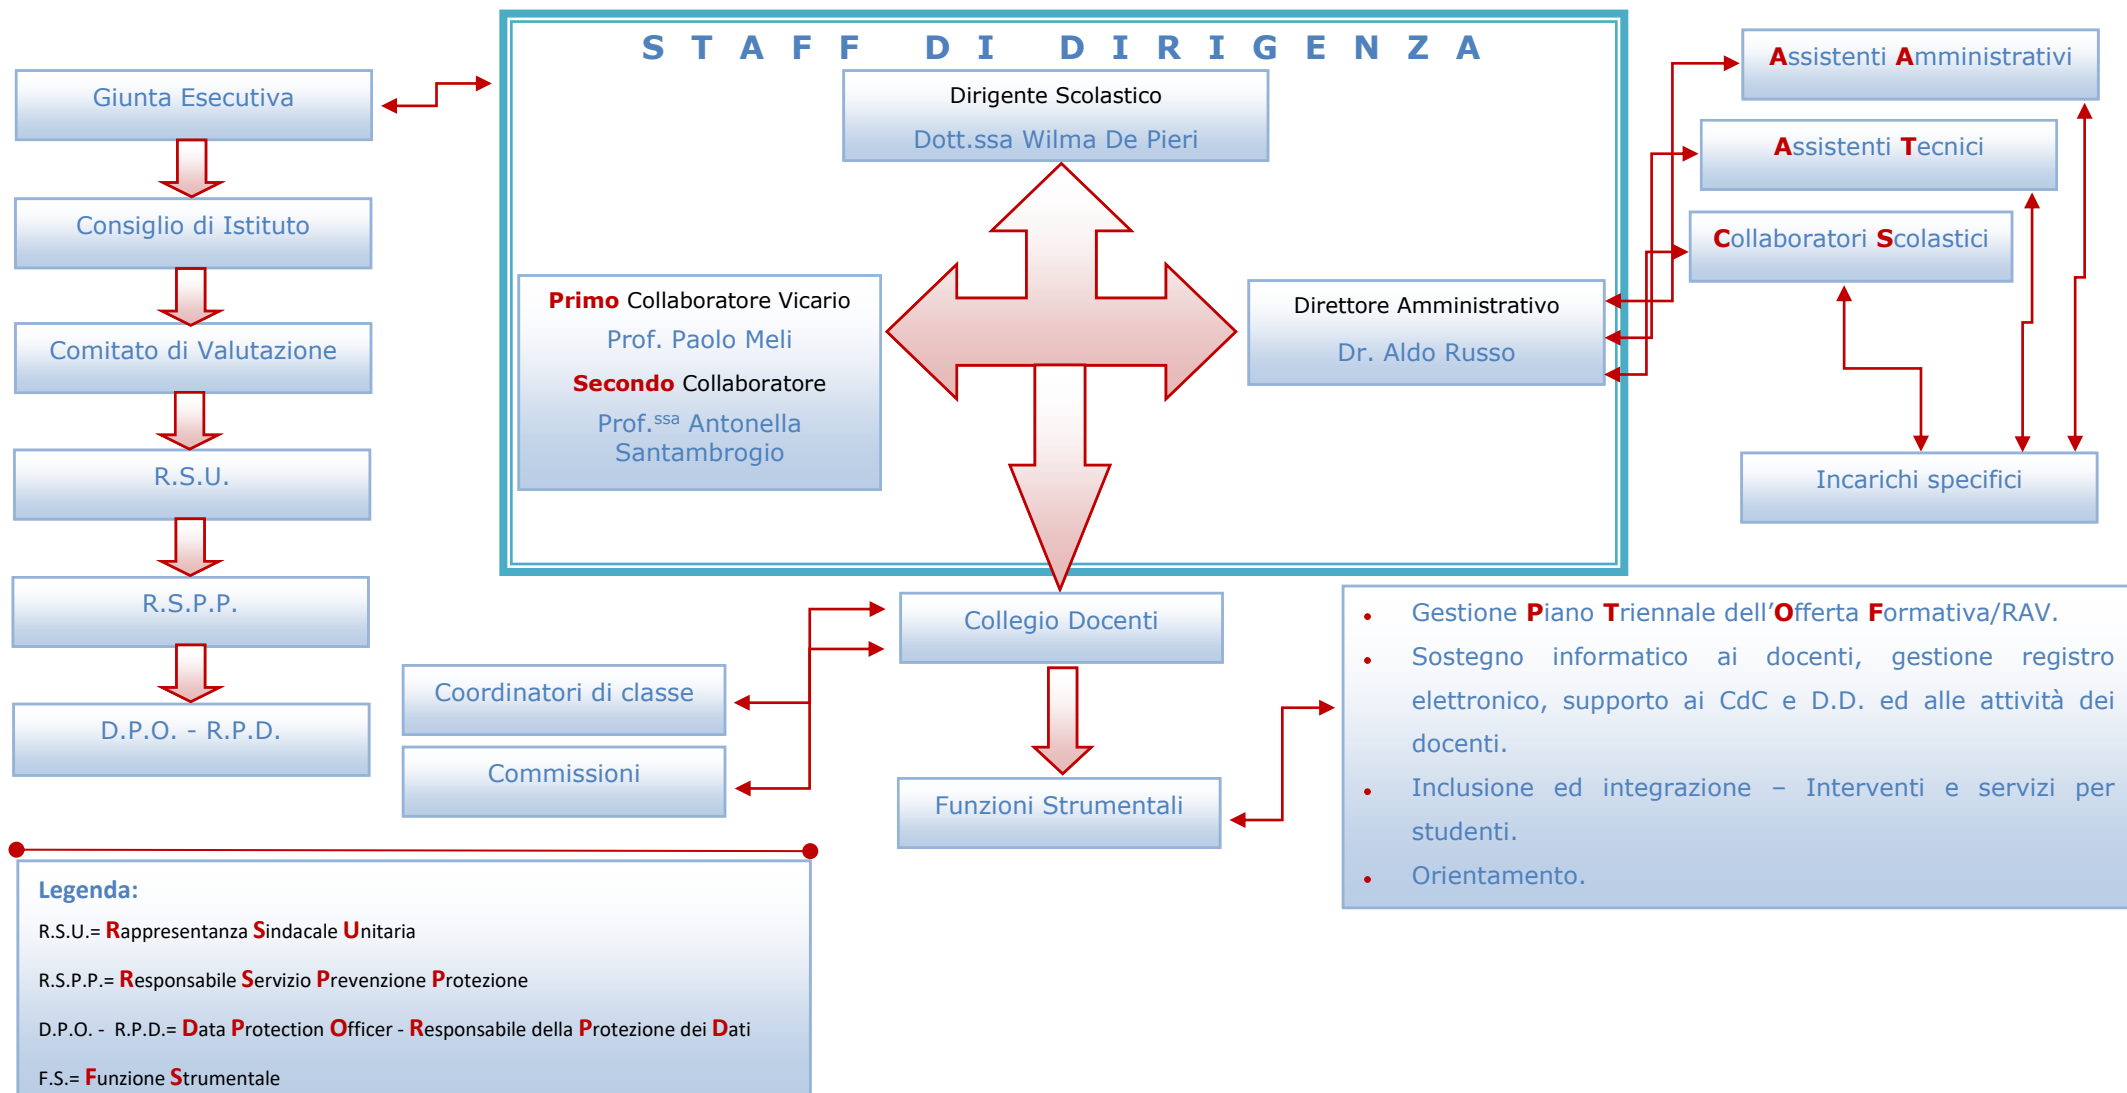 STAFF DI DIRIGENZA
Dirigente Scolastico
Dott.ssa Wilma De Pieri
Giunta Esecutiva
Consiglio di Istituto
Comitato di Valutazione
R.S.U.
R.S.P.P.
D.P.O. - R.P.D.
Primo Collaboratore Vicario
Prof. Paolo Meli
Secondo Collaboratore
Prof.ssa Antonella
Santambrogio
Direttore Amministrativo
Dr. Aldo Russo
Assistenti Amministrativi
Assistenti Tecnici
Collaboratori Scolastici
Incarichi specifici
Collegio Docenti
Coordinatori di classe
Commissioni
Funzioni Strumentali
• Gestione Piano Triennale dell’Offerta Formativa/RAV.
• Sostegno informatico ai docenti, gestione registro
elettronico, supporto ai CdC e D.D. ed alle attività dei
docenti.
• Inclusione ed integrazione – Interventi e servizi per
studenti.
• Orientamento.
Legenda:
R.S.U.= Rappresentanza Sindacale Unitaria
R.S.P.P.= Responsabile Servizio Prevenzione Protezione
D.P.O. - R.P.D.= Data Protection Officer - Responsabile della Protezione dei Dati
F.S.= Funzione Strumentale